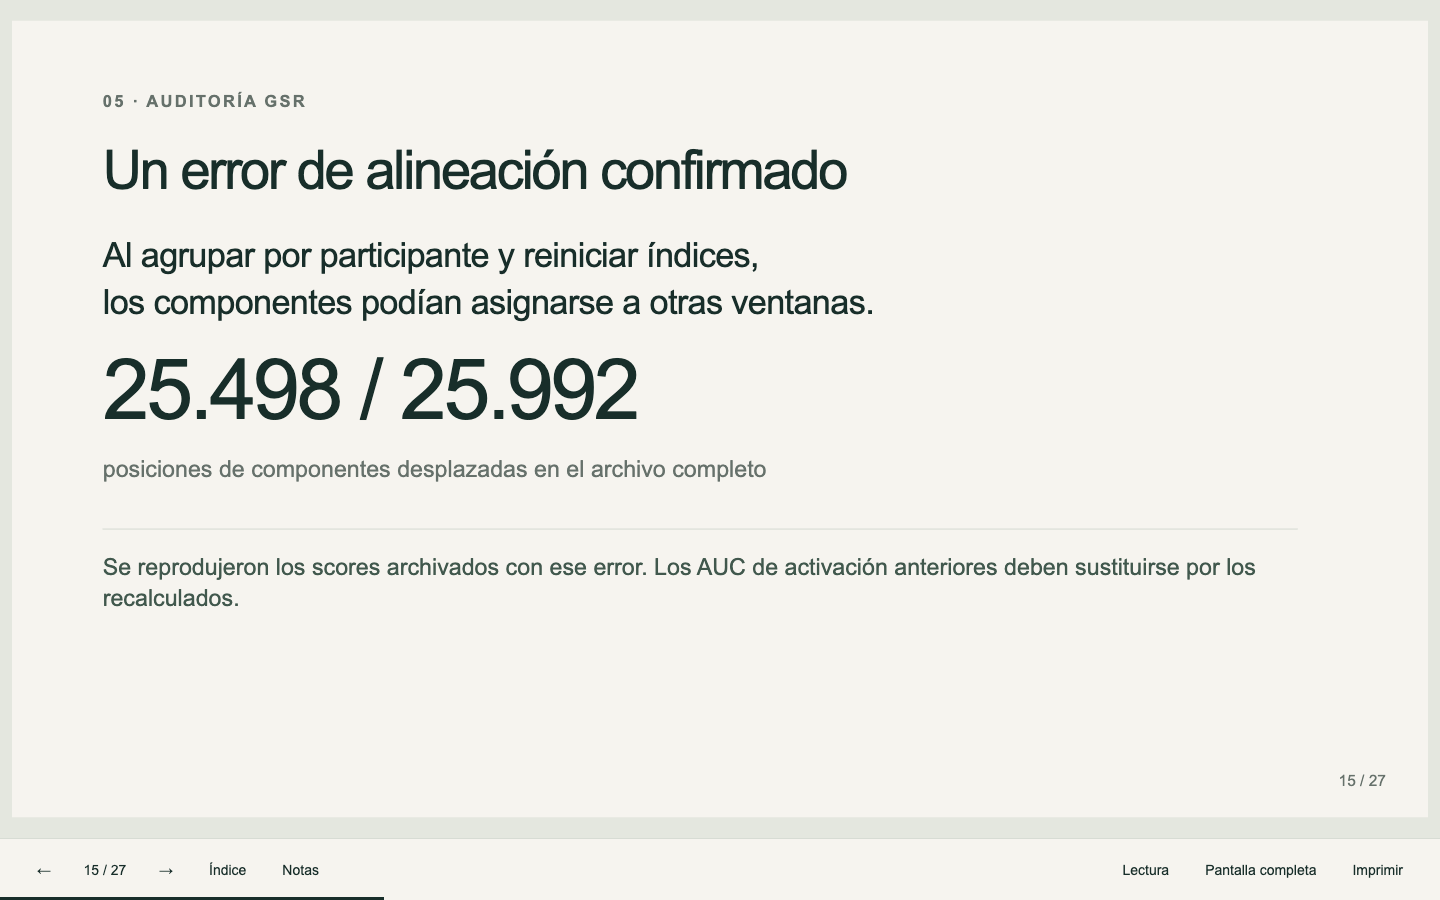 05 · AUDITORÍA GSR
Un error de alineación confirmado
Al agrupar por participante y reiniciar índices,
los componentes podían asignarse a otras ventanas.
25.498 / 25.992
posiciones de componentes desplazadas en el archivo completo
Se reprodujeron los scores archivados con ese error. Los AUC de activación anteriores deben sustituirse por los
recalculados.
15 / 27
← 15 / 27 → Índice Notas Lectura Pantalla completa Imprimir